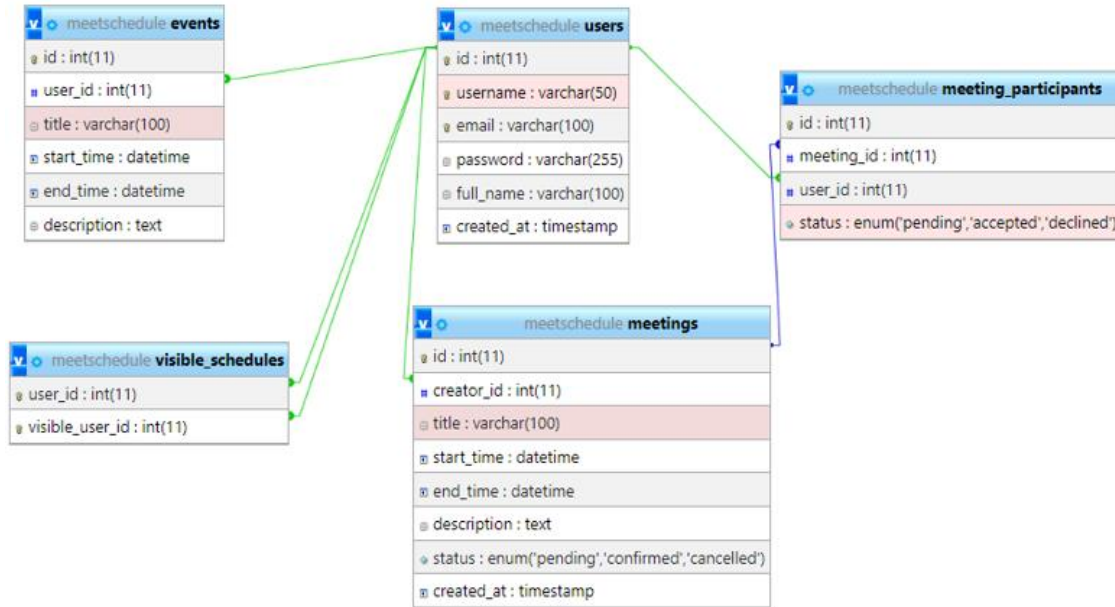 meetschedule events
id : int(11)
user_id : int(11)
title : varchar(100)
start_time : datetime
end_time : datetime
description : text
meetschedule users
id : int(11)
username : varchar(50)
email : varchar(100)
password : varchar(255)
full_name : varchar(100)
created_at : timestamp
meetschedule meeting_participants
id : int(11)
meeting_id : int(11)
user_id : int(11)
status : enum('pending','accepted','declined')
meetschedule visible_schedules
user_id : int(11)
visible_user_id : int(11)
meetschedule meetings
id : int(11)
creator_id : int(11)
title : varchar(100)
start_time : datetime
end_time : datetime
description : text
status : enum('pending','confirmed','cancelled')
created_at : timestamp